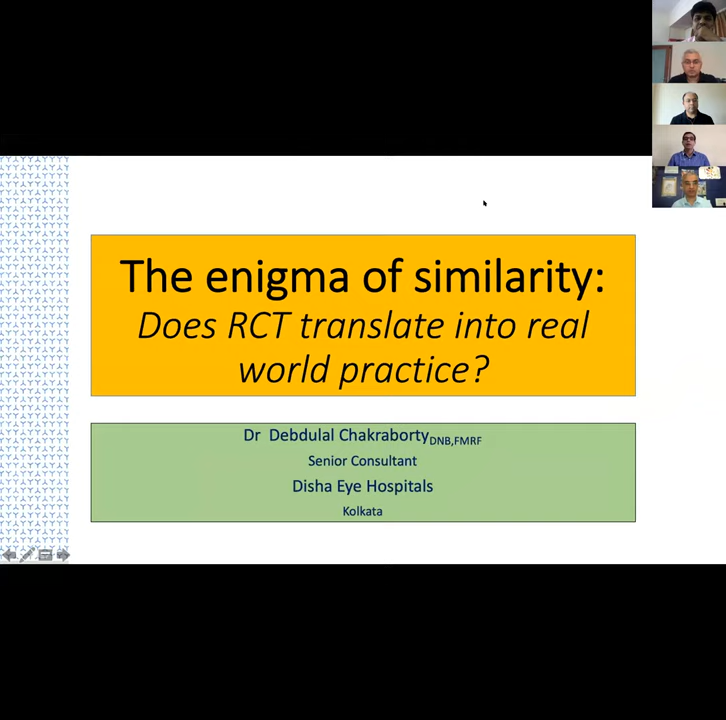 The enigma of similarity:
Does RCT translate into real
world practice?
Dr Debdulal Chakraborty DNB,FMRF
Senior Consultant
Disha Eye Hospitals
Kolkata